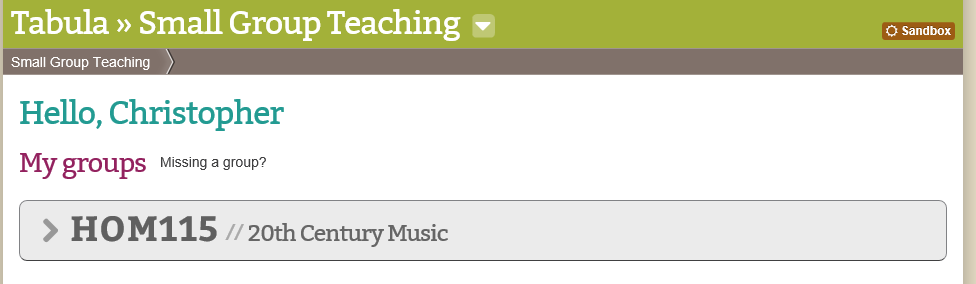 Tabula » Small Group Teaching
Sandbox
Small Group Teaching
Hello, Christopher
My groups Missing a group?
HOM115 // 20th Century Music